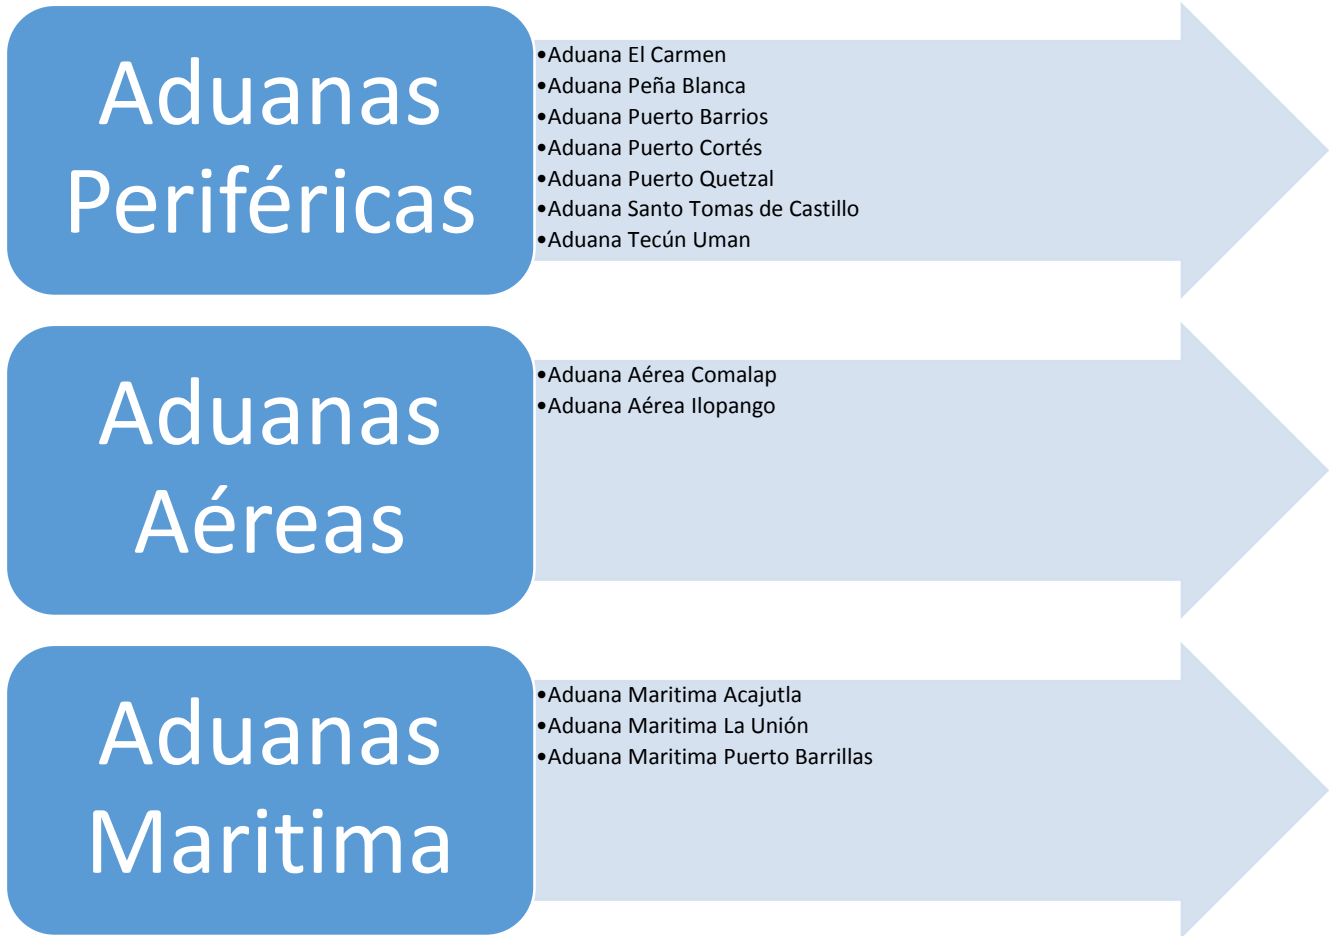 Aduanas
Periféricas
•Aduana El Carmen
•Aduana Peña Blanca
•Aduana Puerto Barrios
•Aduana Puerto Cortés
•Aduana Puerto Quetzal
•Aduana Santo Tomas de Castillo
•Aduana Tecún Uman
Aduanas
Aéreas
•Aduana Aérea Comalap
•Aduana Aérea Ilopango
Aduanas
Maritima
•Aduana Maritima Acajutla
•Aduana Maritima La Unión
•Aduana Maritima Puerto Barrillas